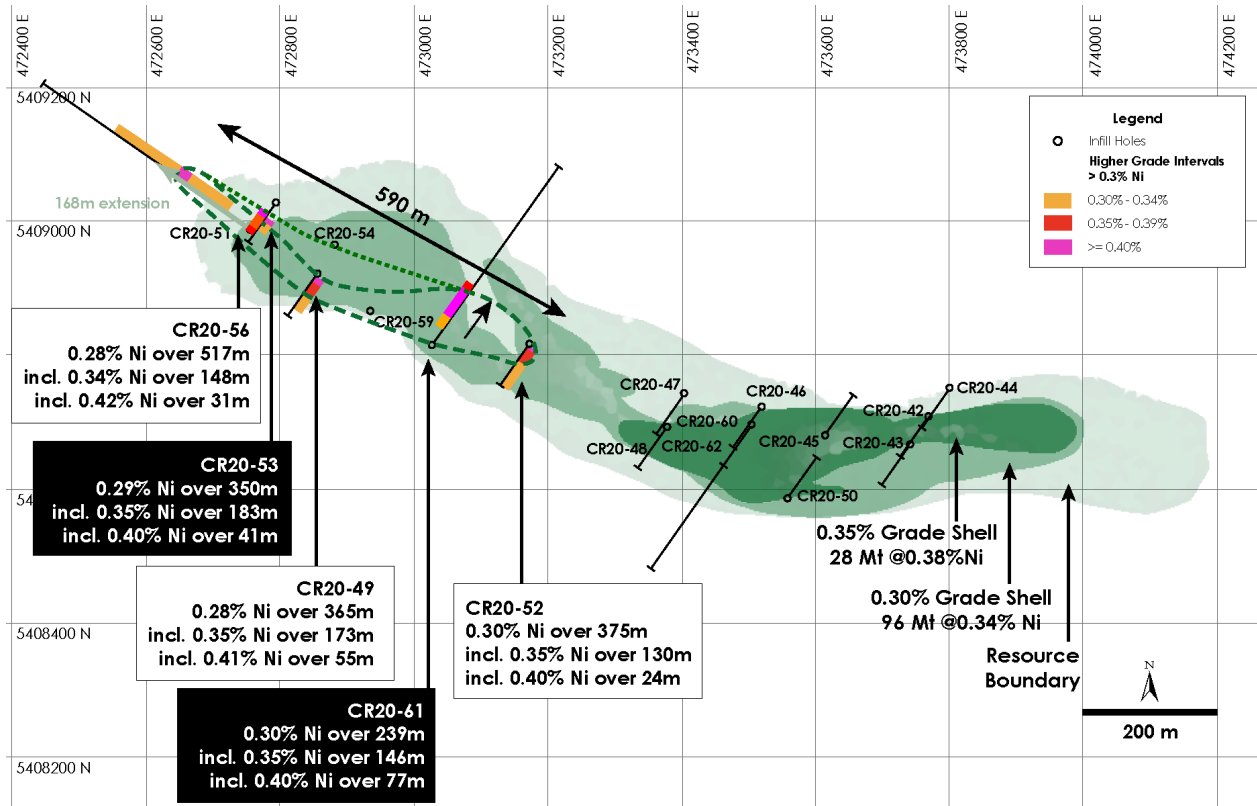 472400 E
472600 E
472800 E
473000 E
473200 E
473400 E
473600 E
473800 E
474000 E
474200 E
5409200 N
Legend
Infill Holes
Higher Grade Intervals
> 0.3% Ni
0.30% - 0.34%
0.35% - 0.39%
>= 0.40%
590 m
168m extension
5409000 N
CR20-51
CR20-54
CR20-59
CR20-56
0.28% Ni over 517m
incl. 0.34% Ni over 148m
incl. 0.42% Ni over 31m
CR20-47
CR20-46
CR20-44
CR20-42
CR20-60
CR20-45
CR20-43
CR20-48
CR20-62
CR20-50
CR20-53
0.29% Ni over 350m
incl. 0.35% Ni over 183m
incl. 0.40% Ni over 41m
54
0.35% Grade Shell
28 Mt @0.38%Ni
CR20-49
0.28% Ni over 365m
incl. 0.35% Ni over 173m
incl. 0.41% Ni over 55m
CR20-52
0.30% Ni over 375m
incl. 0.35% Ni over 130m
incl. 0.40% Ni over 24m
0.30% Grade Shell
96 Mt @0.34% Ni
5408400 N
Resource
Boundary
N
200 m
CR20-61
0.30% Ni over 239m
incl. 0.35% Ni over 146m
incl. 0.40% Ni over 77m
5408200 N